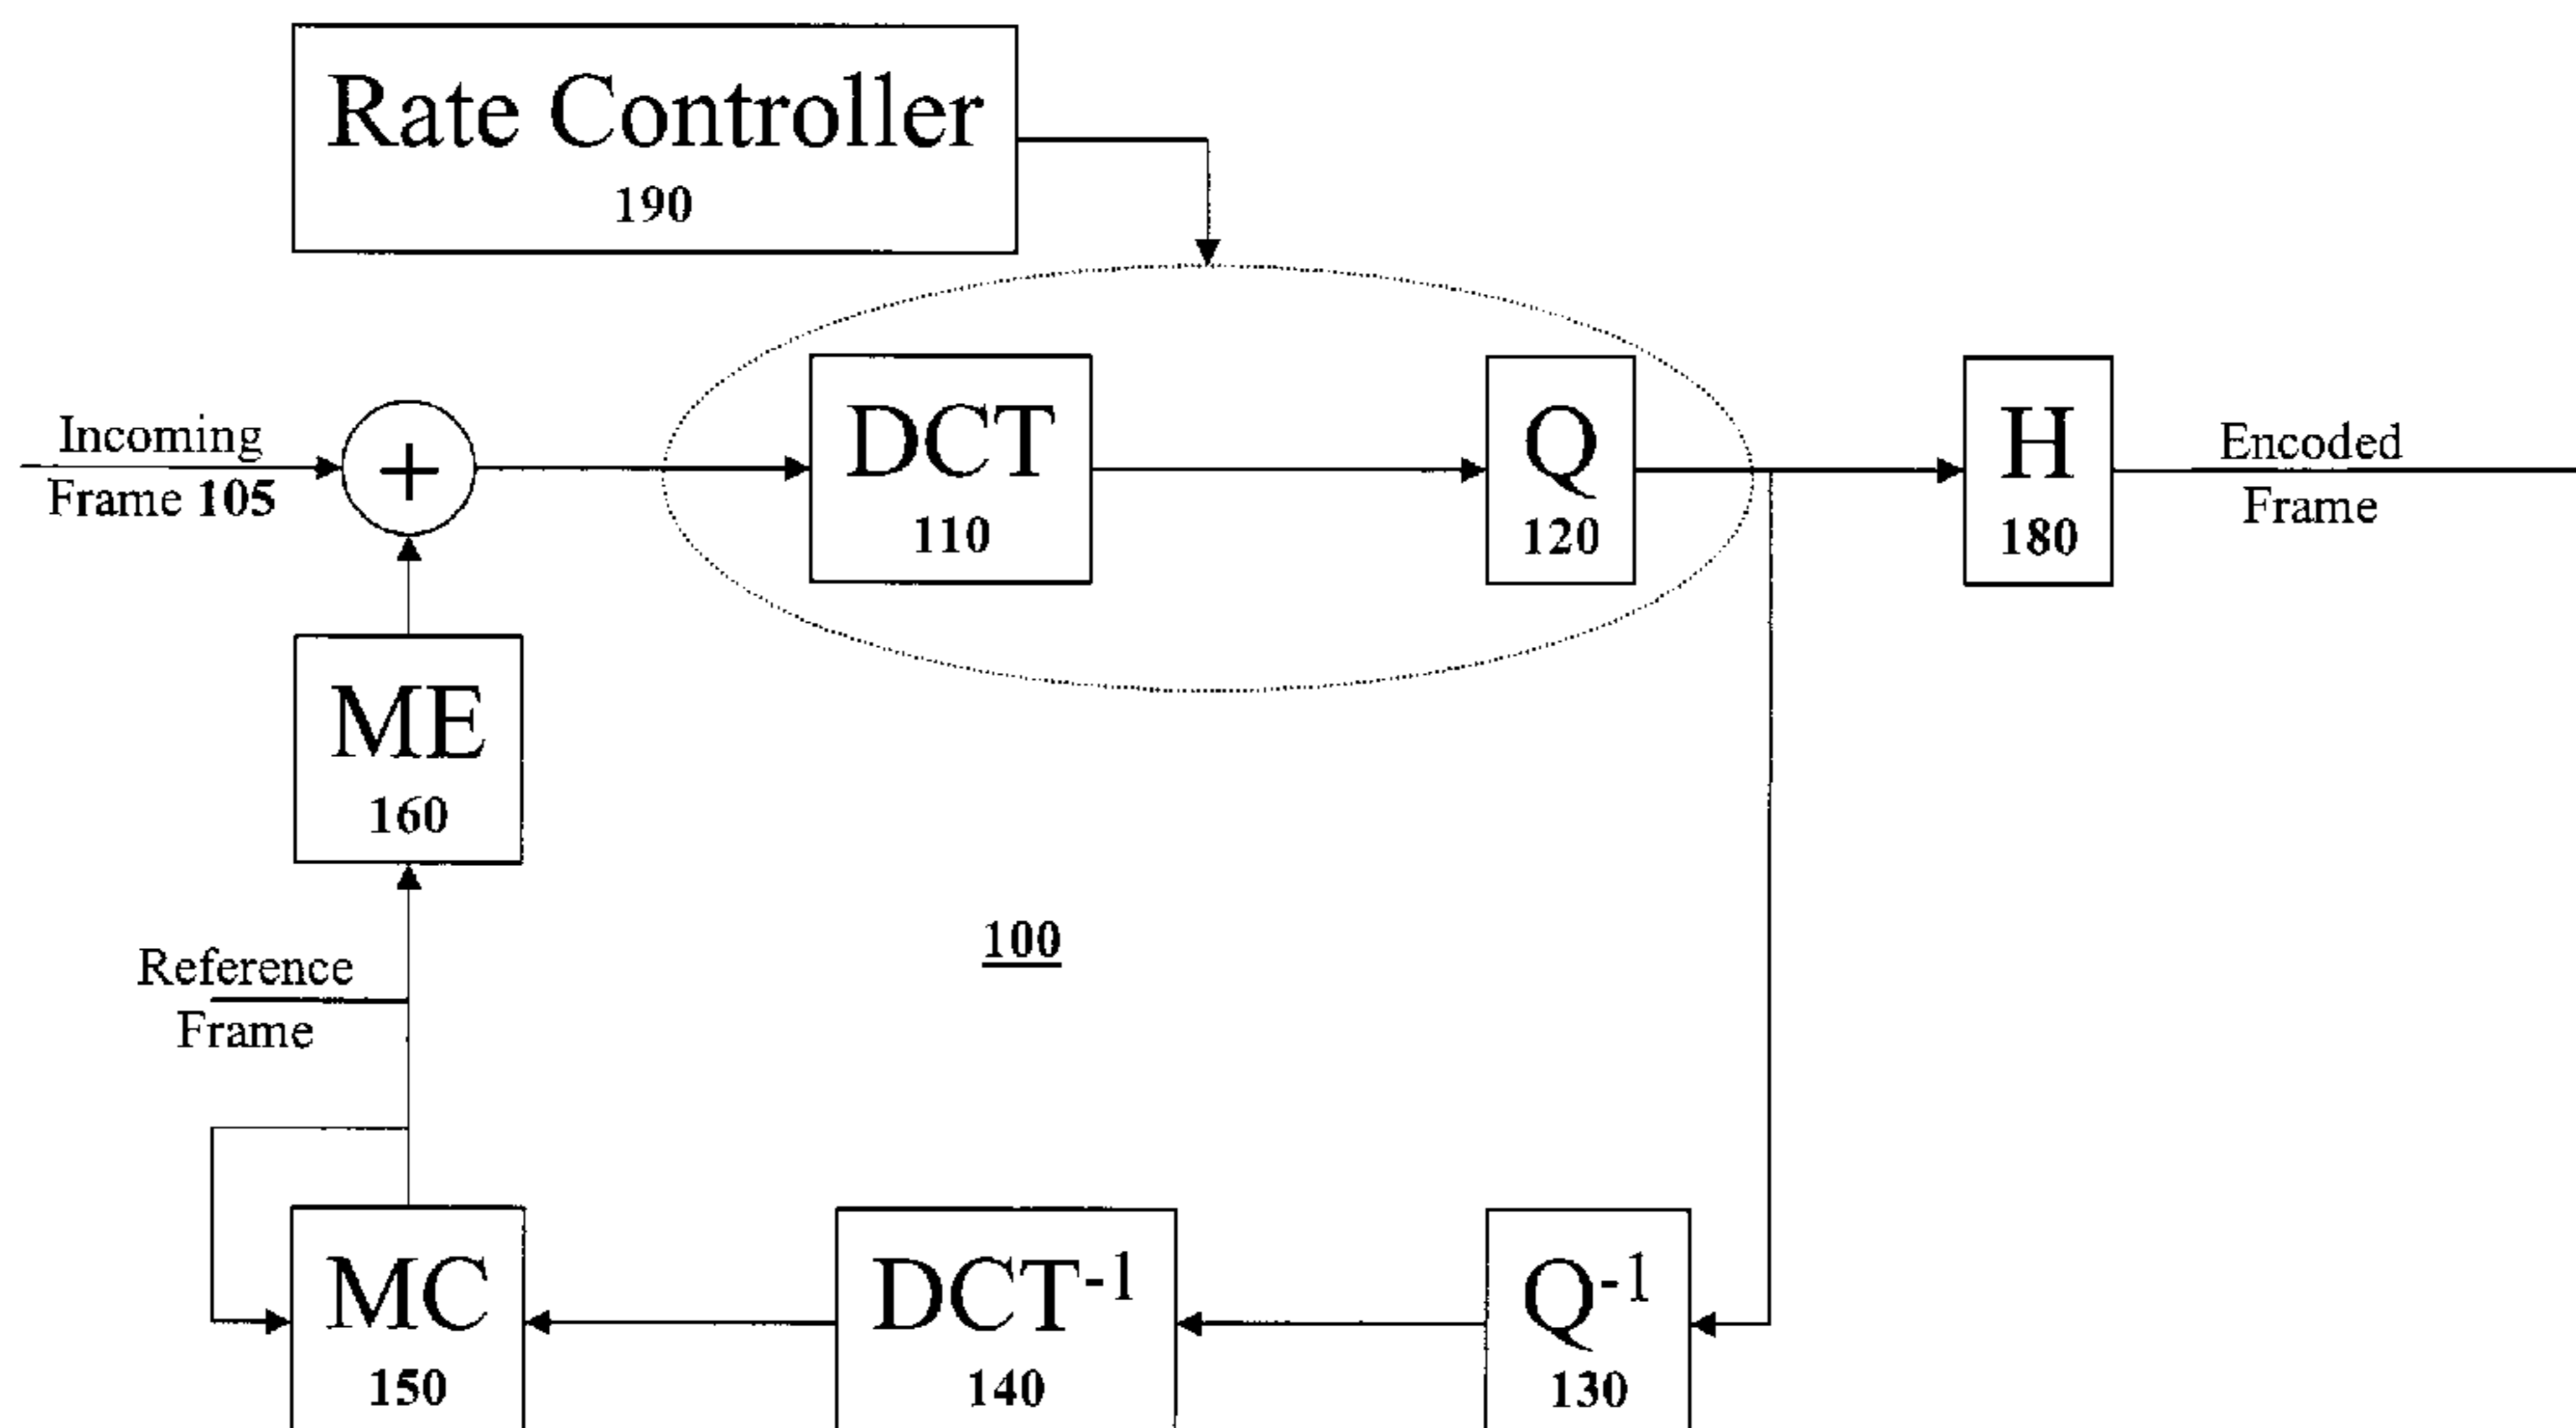 Rate Controller
190
Incoming
Frame 105
+
DCT
110
Q
120
H
180
Encoded
Frame
ME
160
100
Reference
Frame
MC
150
DCT-1
140
Q-1
130